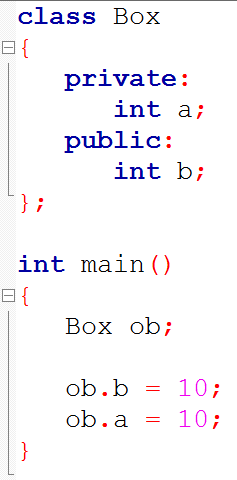 class Box
{
   private:
      int a;
   public:
      int b;
};
int main()
{
   Box ob;
   ob.b = 10;
   ob.a = 10;
}